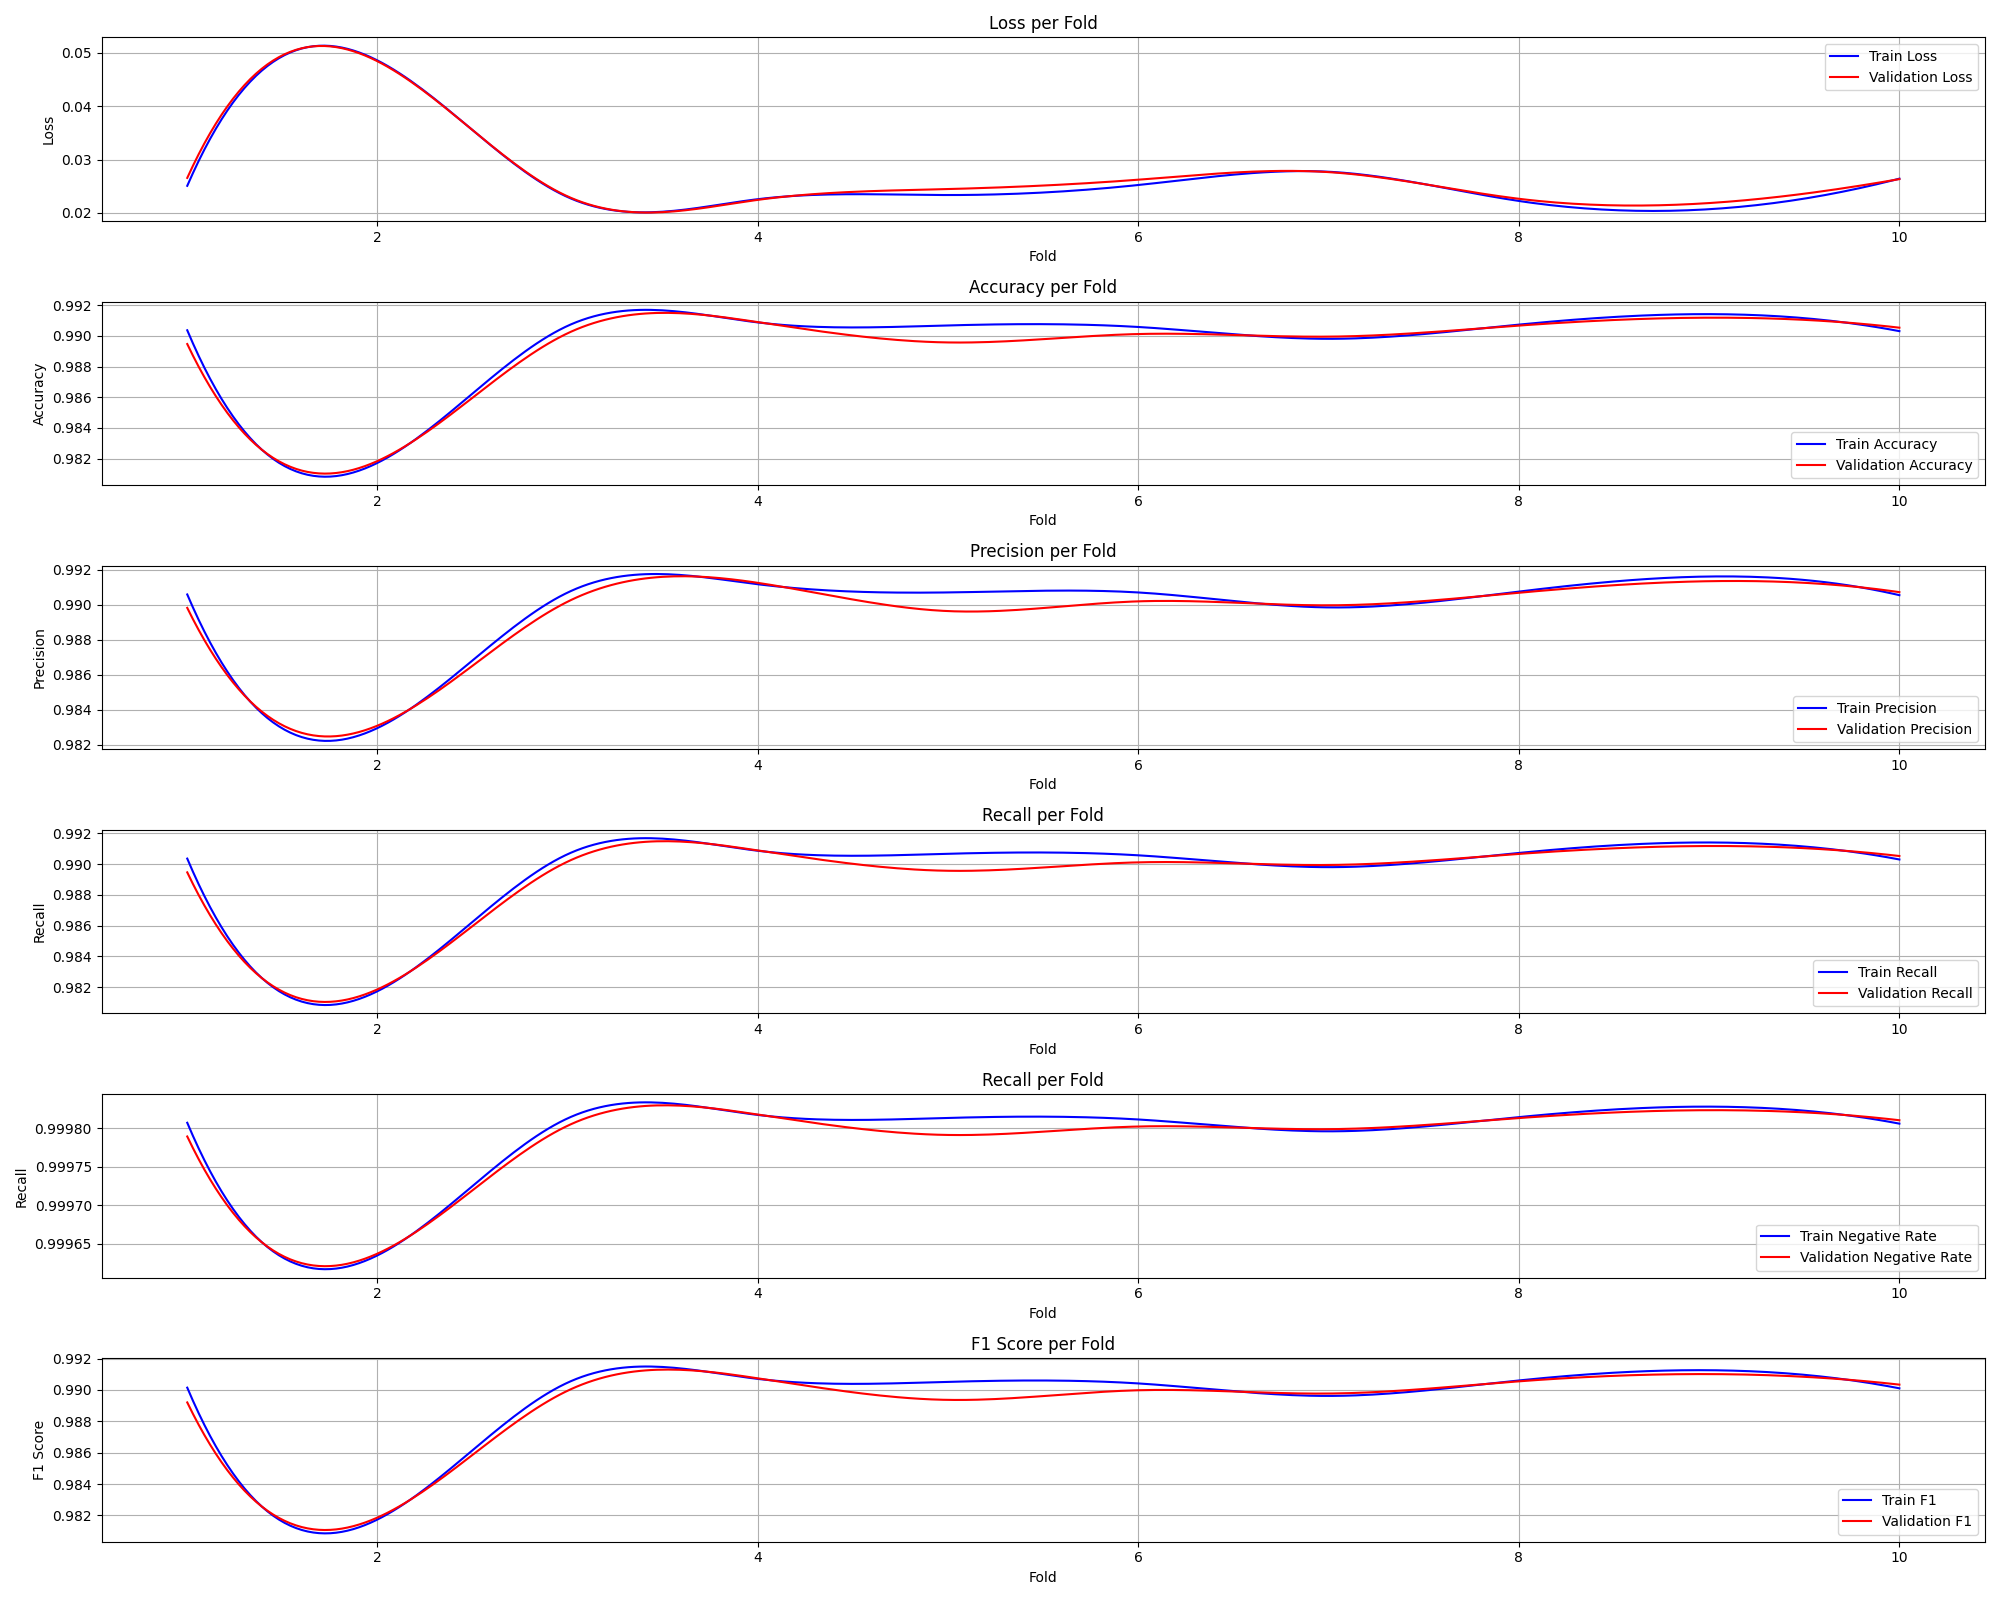 Loss per Fold
0.05
0.04
0.03
0.02
Loss
Train Loss
Validation Loss
2 4 6 8 10
Fold
Accuracy per Fold
0.992
0.990
0.988
0.986
0.984
0.982
Accuracy
Train Accuracy
Validation Accuracy
2 4 6 8 10
Fold
Precision per Fold
0.992
0.990
0.988
0.986
0.984
0.982
Precision
Train Precision
Validation Precision
2 4 6 8 10
Fold
Recall per Fold
0.992
0.990
0.988
0.986
0.984
0.982
Recall
Train Recall
Validation Recall
2 4 6 8 10
Fold
Recall per Fold
0.99980
0.99975
0.99970
0.99965
Recall
Train Negative Rate
Validation Negative Rate
2 4 6 8 10
Fold
F1 Score per Fold
0.992
0.990
0.988
0.986
0.984
0.982
F1 Score
Train F1
Validation F1
2 4 6 8 10
Fold